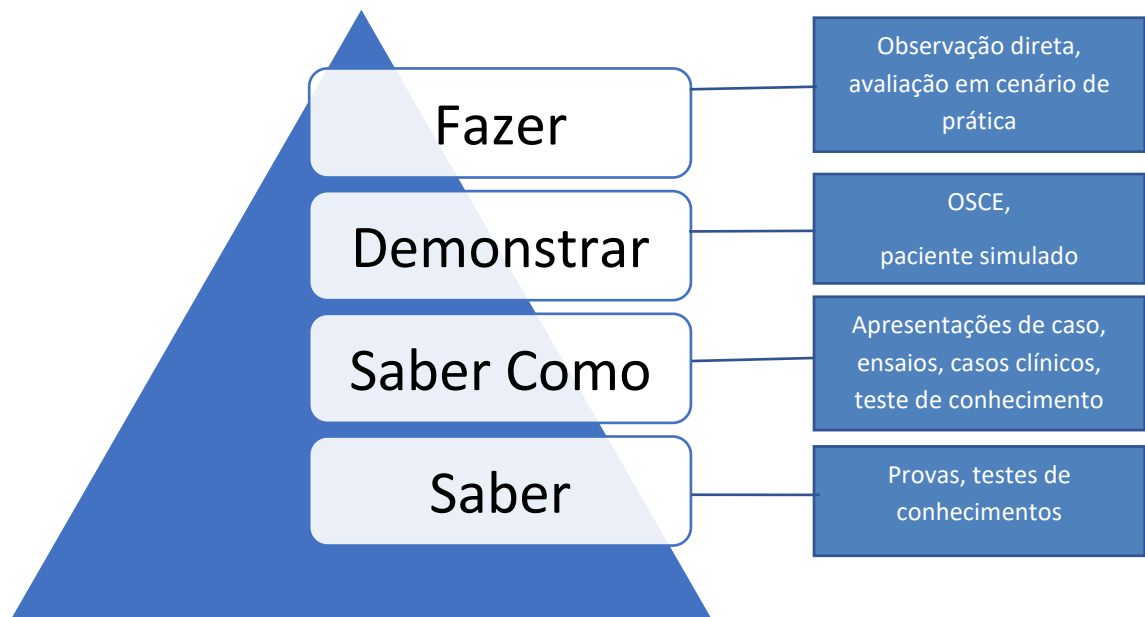 Fazer
Observação direta,
avaliação em cenário de
prática
Demonstrar
OSCE,
paciente simulado
Saber Como
Apresentações de caso,
ensaios, casos clínicos,
teste de conhecimento
Saber
Provas, testes de
conhecimentos